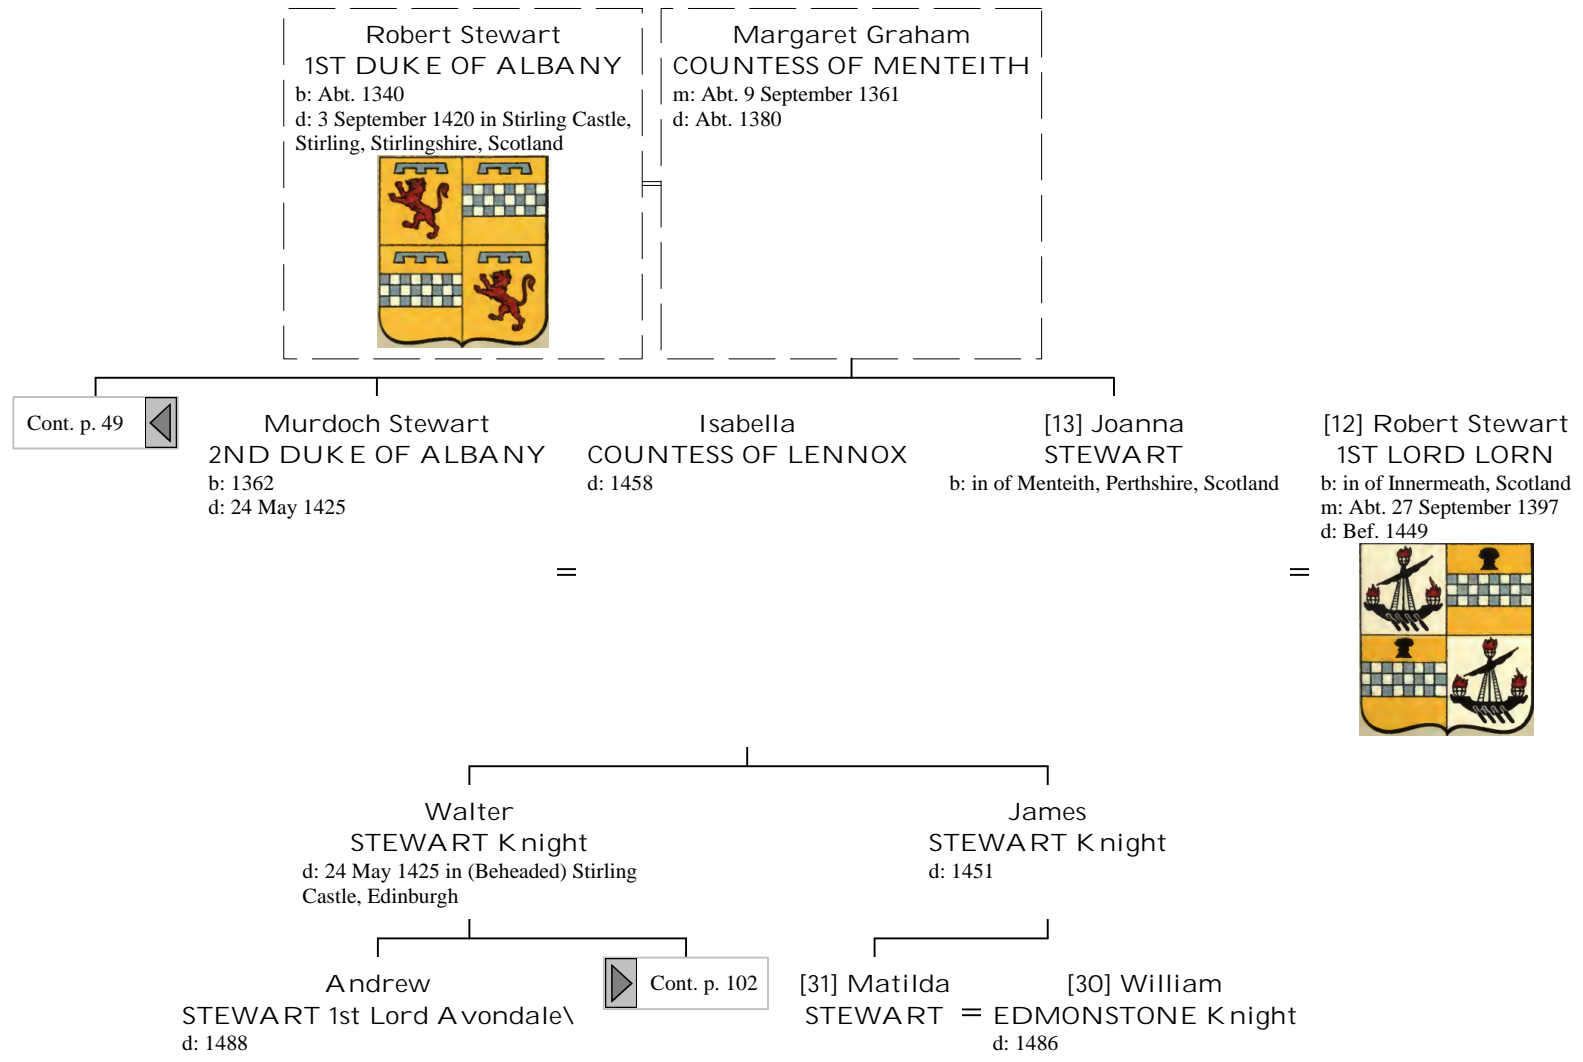 Robert Stewart
1ST DUKE OF ALBANY
b: Abt. 1340
d: 3 September 1420 in Stirling Castle,
Stirling, Stirlingshire, Scotland
Margaret Graham
COUNTESS OF MENTEITH
m: Abt. 9 September 1361
d: Abt. 1380
=
Cont. p. 49
Murdoch Stewart
2ND DUKE OF ALBANY
b: 1362
d: 24 May 1425
=
Isabella
COUNTESS OF LENNOX
d: 1458
[13] Joanna
STEWART
b: in of Menteith, Perthshire, Scotland
=
[12] Robert Stewart
1ST LORD LORN
b: in of Innermeath, Scotland
m: Abt. 27 September 1397
d: Bef. 1449
Walter
STEWART Knight
d: 24 May 1425 in (Beheaded) Stirling
Castle, Edinburgh
James
STEWART Knight
d: 1451
Andrew
STEWART 1st Lord Avondale\
d: 1488
Cont. p. 102
[31] Matilda
STEWART
=
[30] William
EDMONSTONE Knight
d: 1486